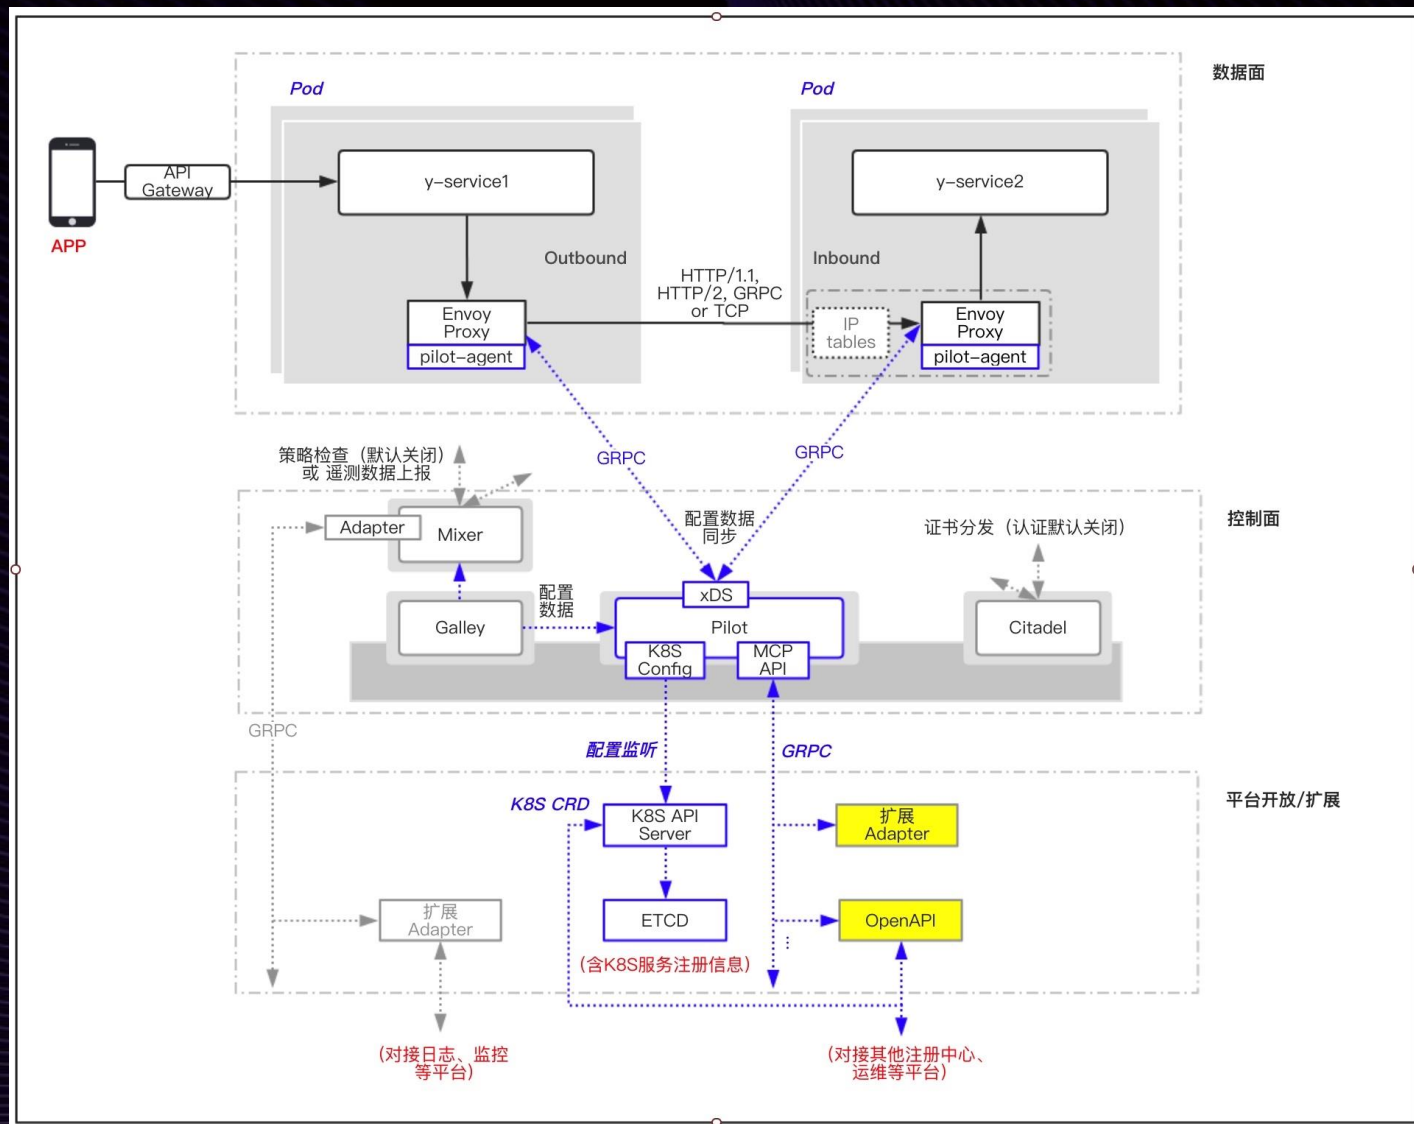 数据面
Pod
Pod
API
Gateway
y-service1
y-service2
APP
Outbound
Inbound
HTTP/1.1,
HTTP/2, GRPC
or TCP
Envoy
Proxy
pilot-agent
IP
tables
Envoy
Proxy
pilot-agent
GRPC
GRPC
策略检查（默认关闭）
或 遥测数据上报
控制面
Adapter
Mixer
配置数据
同步
证书分发（认证默认关闭）
xDS
配置
数据
Galley
Pilot
Citadel
K8S
Config
MCP
API
GRPC
配置监听
GRPC
平台开放/扩展
K8S CRD
K8S API
Server
扩展
Adapter
扩展
Adapter
ETCD
OpenAPI
(含K8S服务注册信息)
(对接日志、监控
等平台)
(对接其他注册中心、
运维等平台)